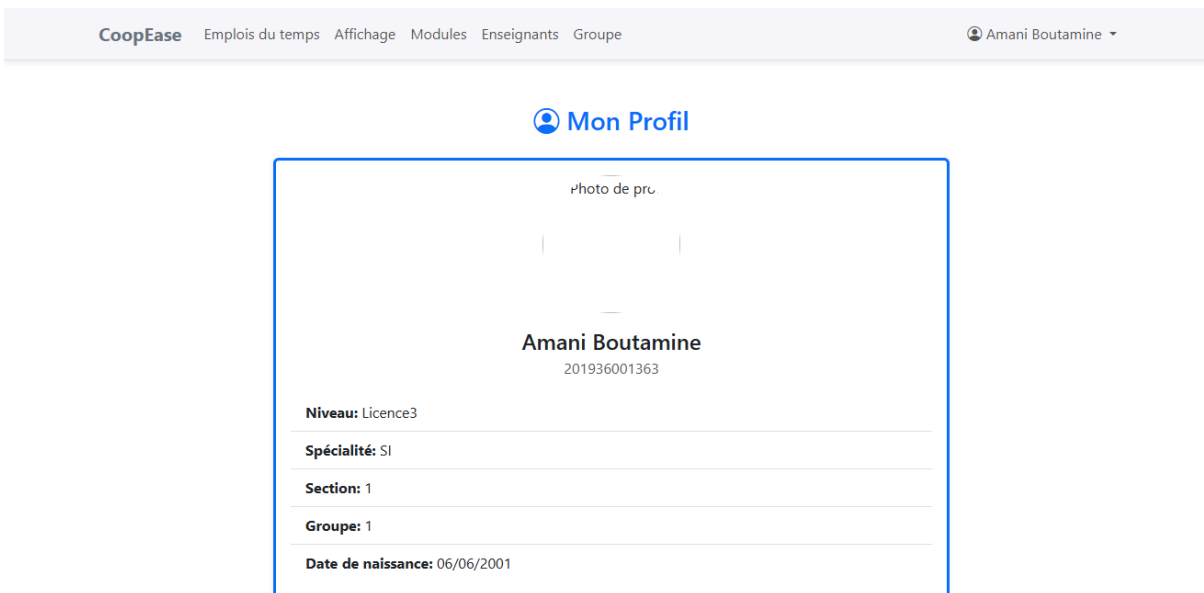 CoopEase Emplois du temps Affichage Modules Enseignants Groupe Amani Boutamine
Mon Profil
Photo de pro
Amani Boutamine
201936001363
Niveau: Licence3
Spécialité: SI
Section: 1
Groupe: 1
Date de naissance: 06/06/2001